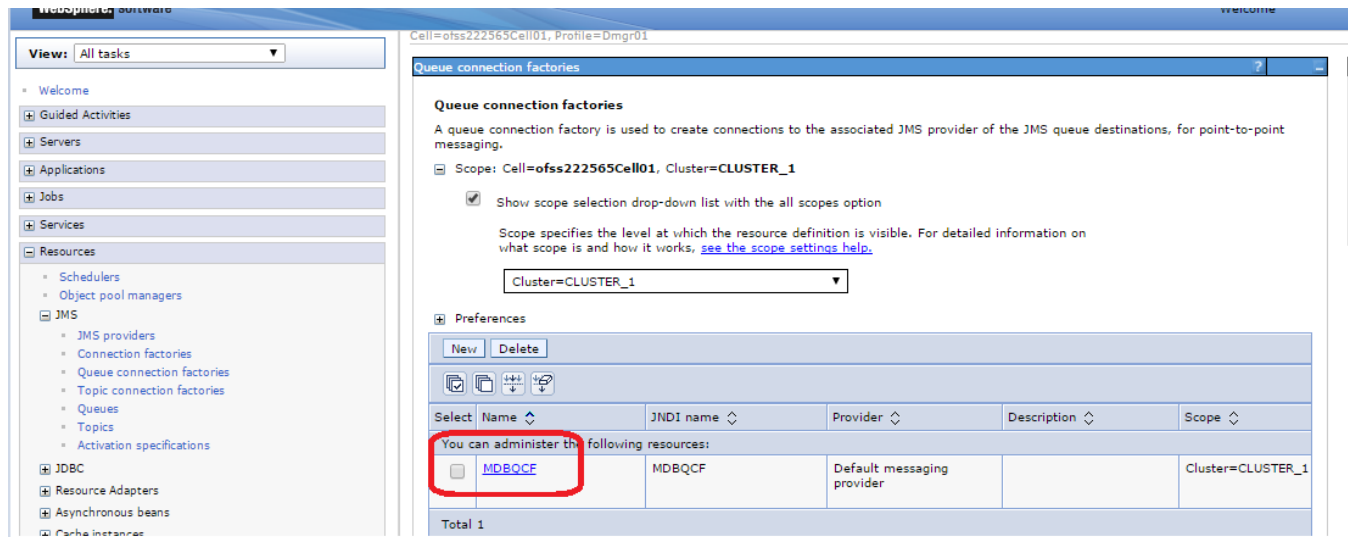 WebSphere. software
Welcome
Cell=ofss222565Cell01, Profile=Dmgr01
View: All tasks
Welcome
Guided Activities
Servers
Applications
Jobs
Services
Resources
Schedulers
Object pool managers
JMS
JMS providers
Connection factories
Queue connection factories
Topic connection factories
Queues
Topics
Activation specifications
JDBC
Resource Adapters
Asynchronous beans
Cache instances
Queue connection factories ? -
Queue connection factories
A queue connection factory is used to create connections to the associated JMS provider of the JMS queue destinations, for point-to-point
messaging.
Scope: Cell=ofss222565Cell01, Cluster=CLUSTER_1
Show scope selection drop-down list with the all scopes option
Scope specifies the level at which the resource definition is visible. For detailed information on
what scope is and how it works, see the scope settings help.
Cluster=CLUSTER_1
Preferences
New Delete
Select Name JNDI name Provider Description Scope
You can administer the following resources:
MDBQCF MDBQCF Default messaging Cluster=CLUSTER_1
provider
Total 1